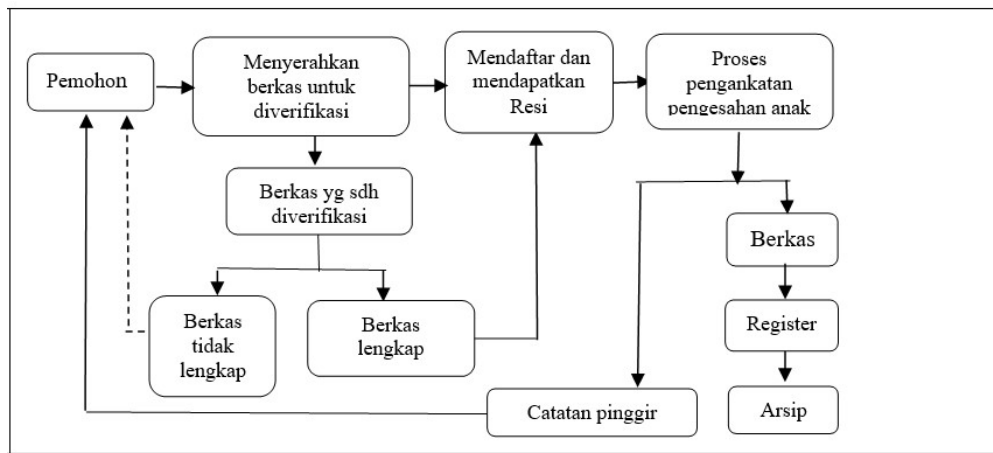 Pemohon
Menyerahkan
berkas untuk
diverifikasi
Mendaftar dan
mendapatkan
Resi
Proses
pengankatan
pengesahan anak
Berkas yg sdh
diverifikasi
Berkas
Berkas
tidak
lengkap
Berkas
lengkap
Register
Catatan pinggir
Arsip